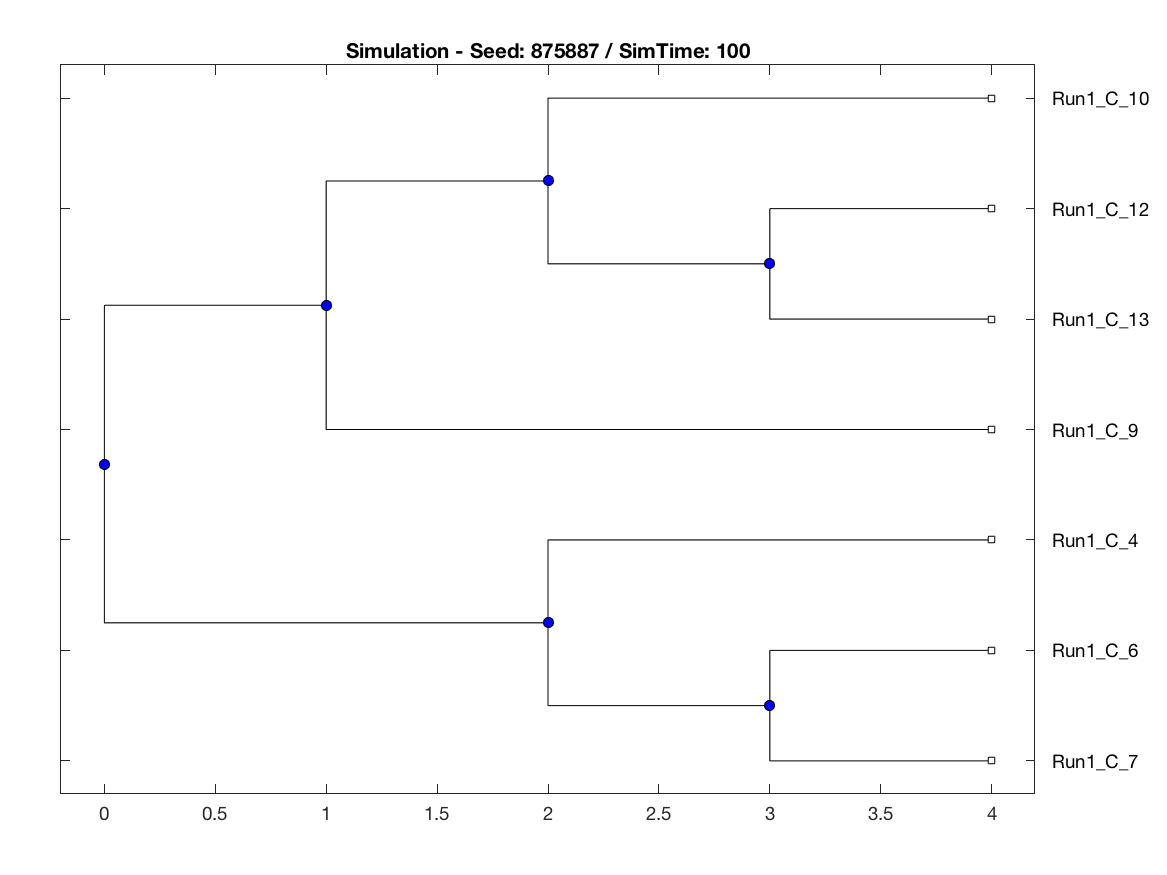 Simulation - Seed: 875887 / SimTime: 100
Run1_C_10
Run1_C_12
Run1_C_13
Run1_C_9
Run1_C_4
Run1_C_6
Run1_C_7
0 0.5 1 1.5 2 2.5 3 3.5 4